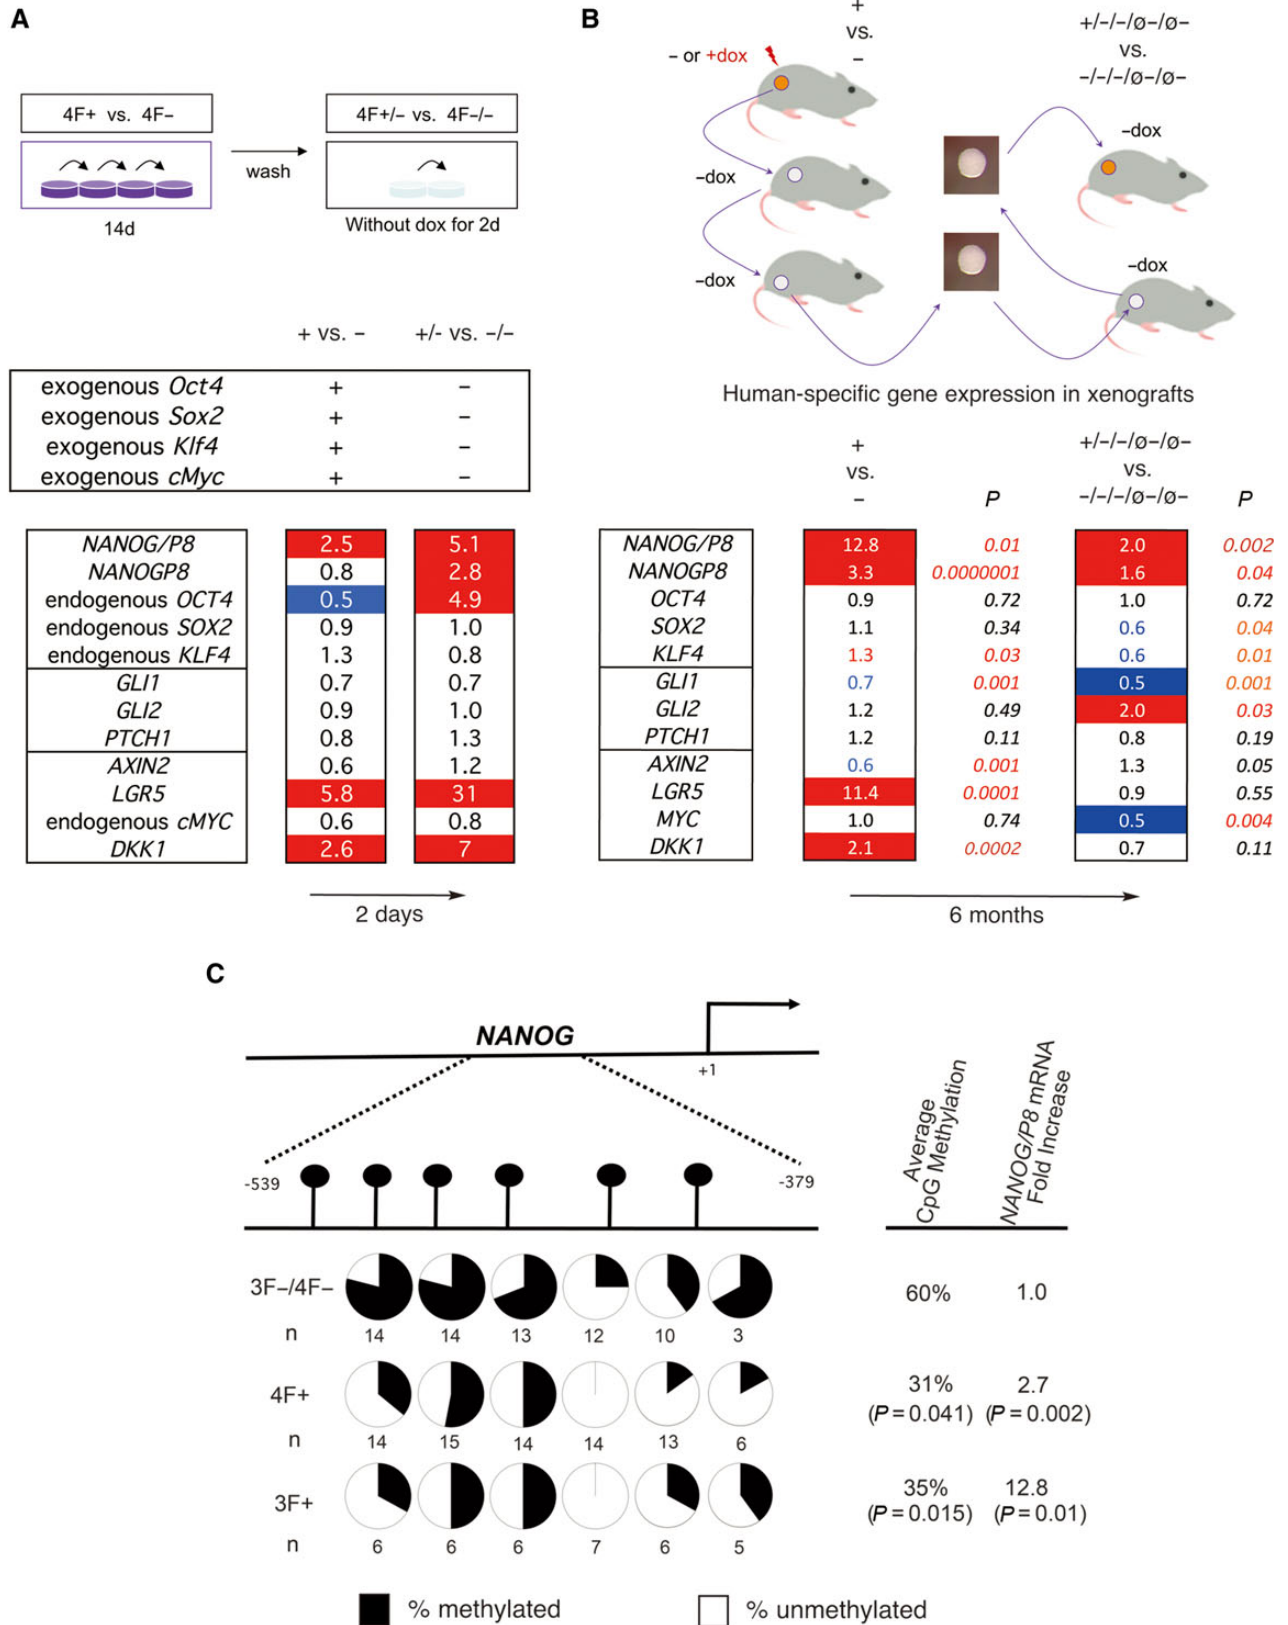 A
4F+ vs. 4F–
4F+/– vs. 4F–/–
wash
14d
Without dox for 2d
+ vs. –
+/- vs. –/–
exogenous Oct4 + –
exogenous Sox2 + –
exogenous Klf4 + –
exogenous cMyc + –
NANOG/P8 2.5 5.1
NANOGP8 0.8 2.8
endogenous OCT4 0.5 4.9
endogenous SOX2 0.9 1.0
endogenous KLF4 1.3 0.8
GLI1 0.7 0.7
GLI2 0.9 1.0
PTCH1 0.8 1.3
AXIN2 0.6 1.2
LGR5 5.8 31
endogenous cMYC 0.6 0.8
DKK1 2.6 7
2 days
B
+
vs.
–
– or +dox
–dox
–dox
+/–/–/ø–/ø–
vs.
–/–/–/ø–/ø–
–dox
–dox
Human-specific gene expression in xenografts
+
vs.
–
P
+/–/–/ø–/ø–
vs.
–/–/–/ø–/ø–
P
NANOG/P8 12.8 0.01 2.0 0.002
NANOGP8 3.3 0.0000001 1.6 0.04
OCT4 0.9 0.72 1.0 0.72
SOX2 1.1 0.34 0.6 0.04
KLF4 1.3 0.03 0.6 0.01
GLI1 0.7 0.001 0.5 0.001
GLI2 1.2 0.49 2.0 0.03
PTCH1 1.2 0.11 0.8 0.19
AXIN2 0.6 0.001 1.3 0.05
LGR5 11.4 0.0001 0.9 0.55
MYC 1.0 0.74 0.5 0.004
DKK1 2.1 0.0002 0.7 0.11
6 months
C
NANOG
+1
-539
-379
Average
CpG Methylation
NANOG/P8 mRNA
Fold Increase
3F–/4F– 60% 1.0
n 14 14 13 12 10 3
4F+ 31% 2.7
(P = 0.041) (P = 0.002)
n 14 15 14 14 13 6
3F+ 35% 12.8
(P = 0.015) (P = 0.01)
n 6 6 6 7 6 5
% methylated
% unmethylated